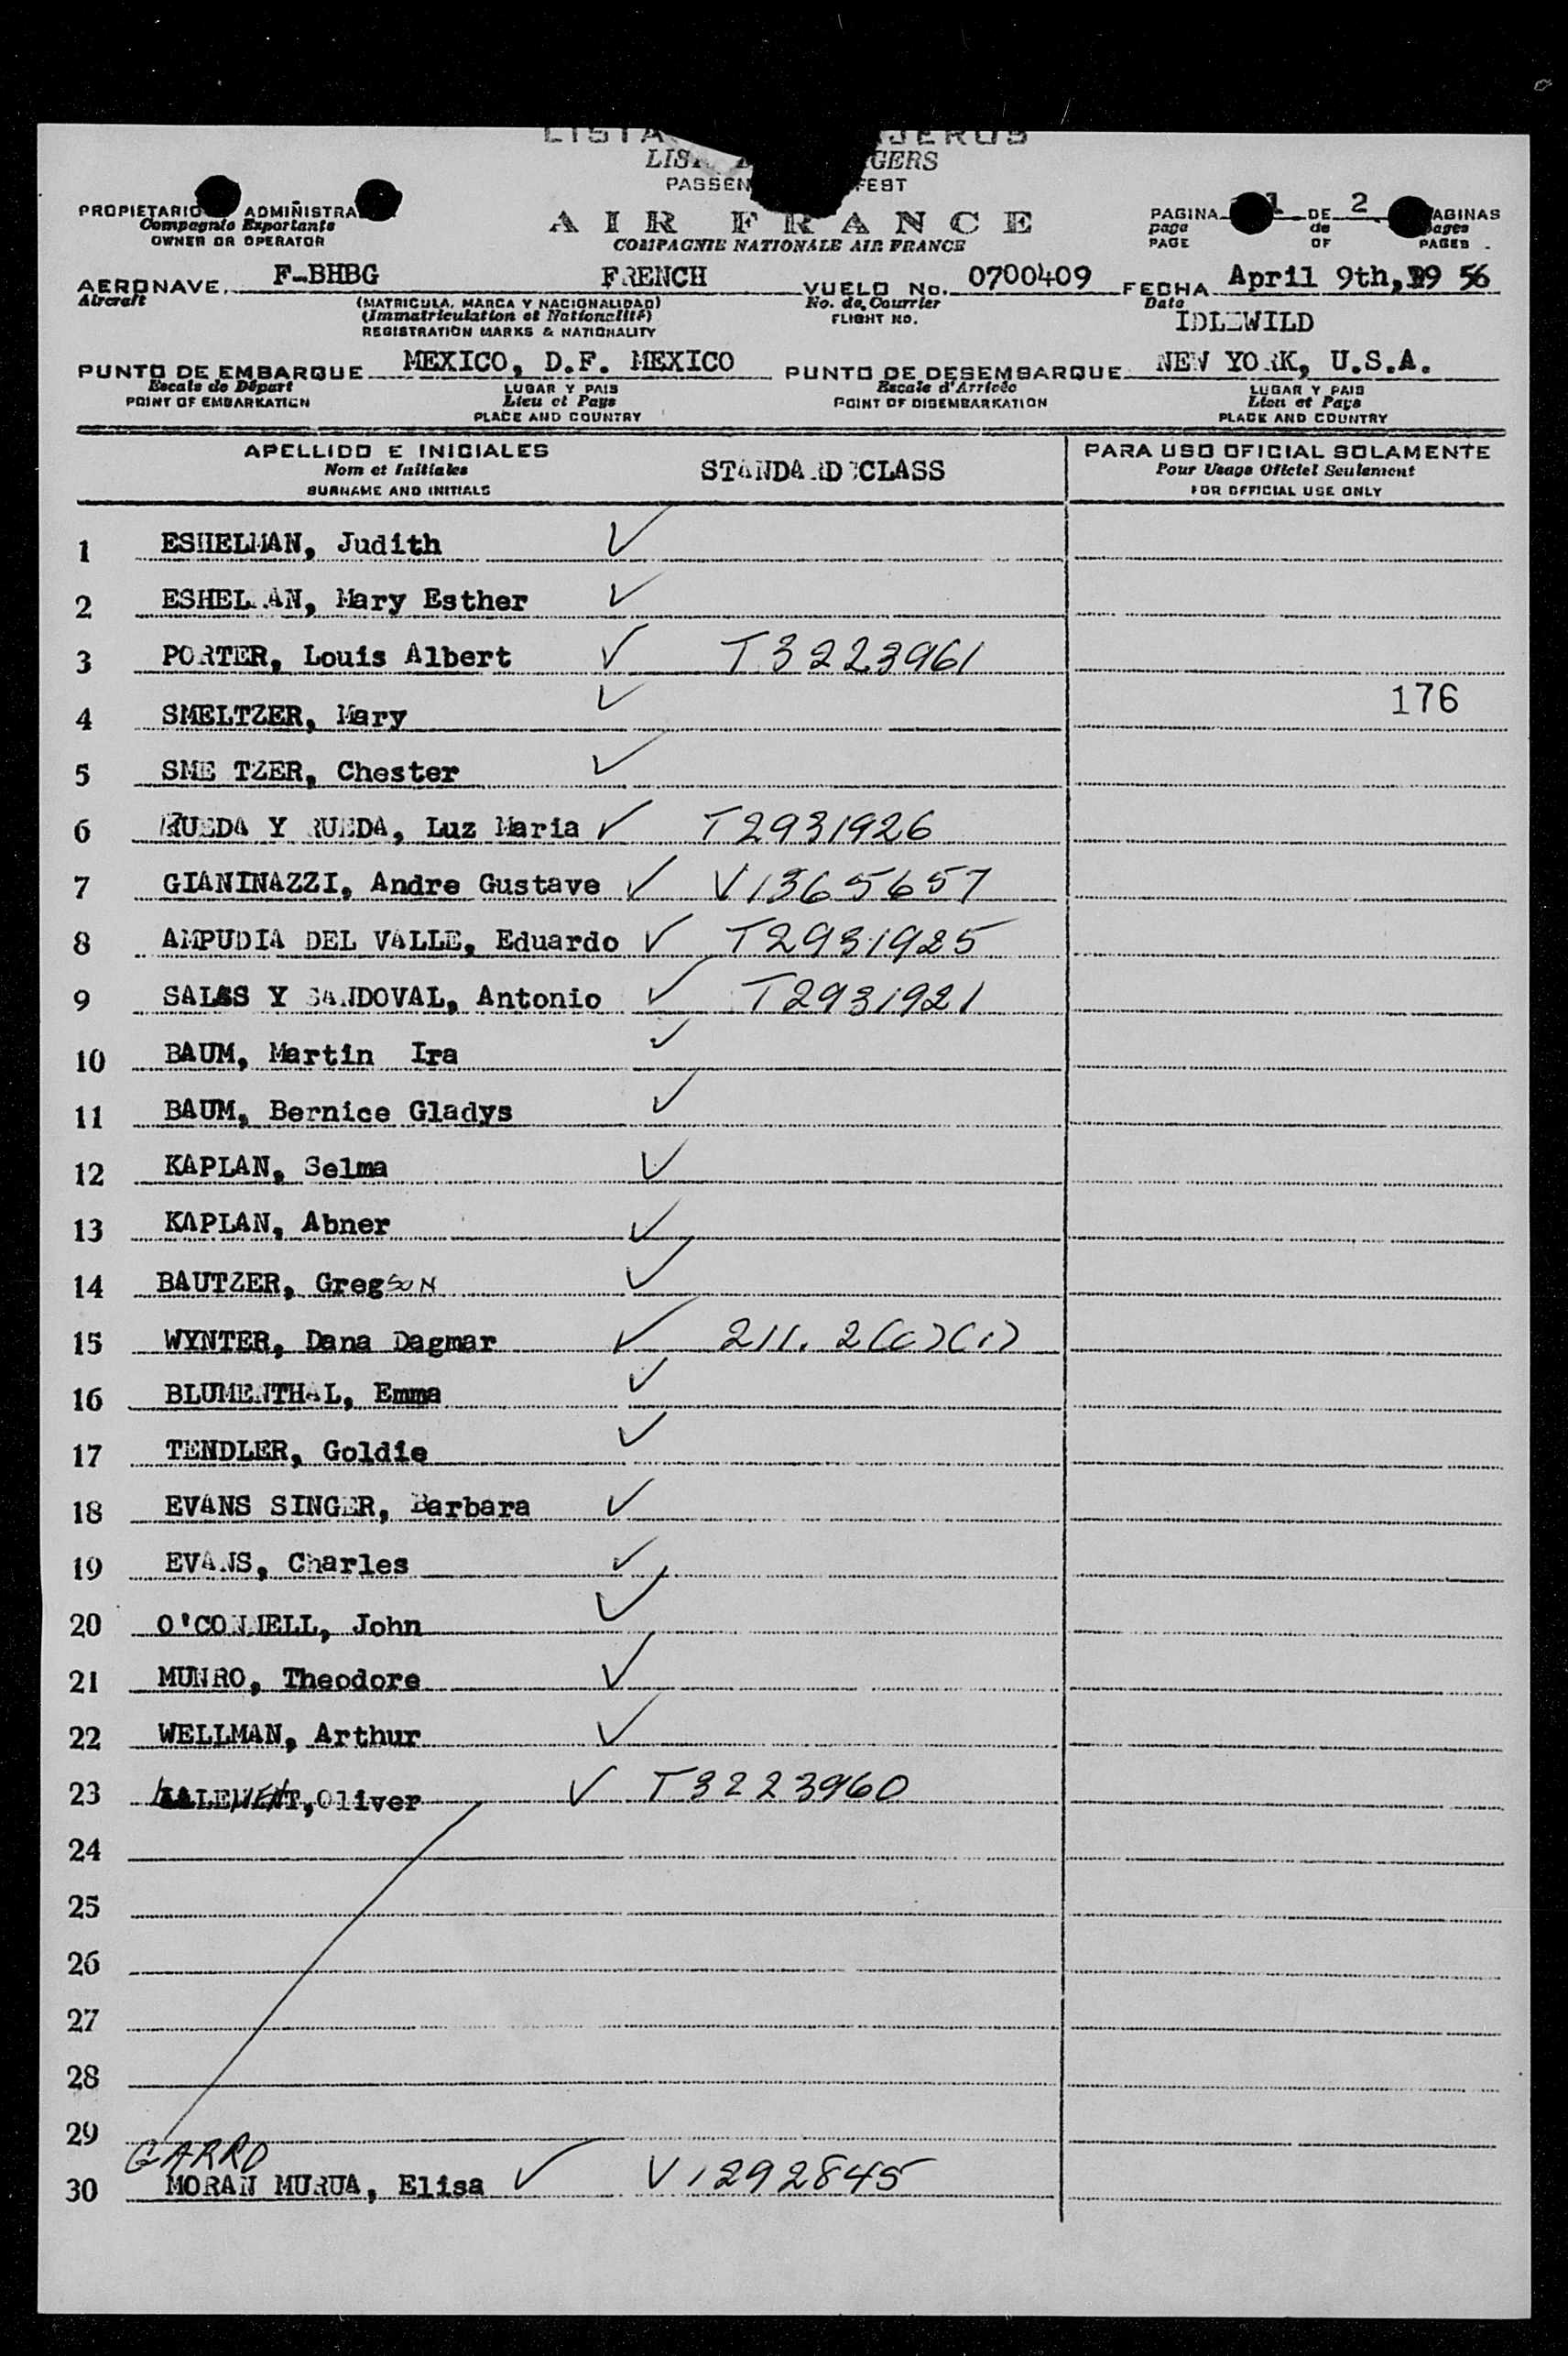 LISTA JEROS
LIS GERS
PASSEN FEST
PROPIETARIO ADMINISTRA
Compagnie Exportante
OWNER OR OPERATOR
AIR FRANCE
COMPAGNIE NATIONALE AIR FRANCE
PAGINA 1 DE 2 AGINAS
page de ages
PAGE OF PAGES
AERONAVE F-BHBG FRENCH VUELO No. 0700409 FECHA April 9th, 1956
Aircraft (MATRICULA, MARCA Y NACIONALIDAD) No. de Courrier Date
(Immatriculation et Nationalité) FLIGHT NO. IDLEWILD
REGISTRATION MARKS & NATIONALITY
PUNTO DE EMBARQUE MEXICO, D.F. MEXICO PUNTO DE DESEMBARQUE NEW YORK, U.S.A.
Escale de Départ LUGAR Y PAIS Escale d'Arrivée LUGAR Y PAIS
POINT OF EMBARKATION Lieu et Pays POINT OF DISEMBARKATION Lieu et Pays
PLACE AND COUNTRY PLACE AND COUNTRY
APELLIDO E INICIALES STANDARD CLASS PARA USO OFICIAL SOLAMENTE
Nom et Initiales Pour Usage Officiel Seulement
SURNAME AND INITIALS FOR OFFICIAL USE ONLY
1 ESHELMAN, Judith ✓
2 ESHELMAN, Mary Esther ✓
3 PORTER, Louis Albert ✓ T3223961
4 SMELTZER, Mary ✓ 176
5 SME TZER, Chester ✓
6 RUEDA Y RUEDA, Luz Maria ✓ T2931926
7 GIANINAZZI, Andre Gustave ✓ V1365657
8 AMPUDIA DEL VALLE, Eduardo ✓ T2931925
9 SALAS Y SANDOVAL, Antonio ✓ T2931921
10 BAUM, Martin Ira ✓
11 BAUM, Bernice Gladys ✓
12 KAPLAN, Selma ✓
13 KAPLAN, Abner ✓
14 BAUTZER, Gregson ✓
15 WYNTER, Dana Dagmar ✓ 211.2(c)(1)
16 BLUMENTHAL, Emma ✓
17 TENDLER, Goldie ✓
18 EVANS SINGER, Barbara ✓
19 EVANS, Charles ✓
20 O'CONNELL, John ✓
21 MUNRO, Theodore ✓
22 WELLMAN, Arthur ✓
23 Oliver ✓ T3223960
24
25
26
27
28
29
GARRO
30 MORAN MURUA, Elisa ✓ V1292845